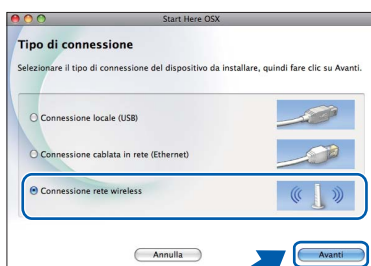 Start Here OSX
Tipo di connessione
Selezionare il tipo di connessione del dispositivo da installare, quindi fare clic su Avanti.
Connessione locale (USB)
Connessione cablata in rete (Ethernet)
Connessione rete wireless
Annulla
Avanti